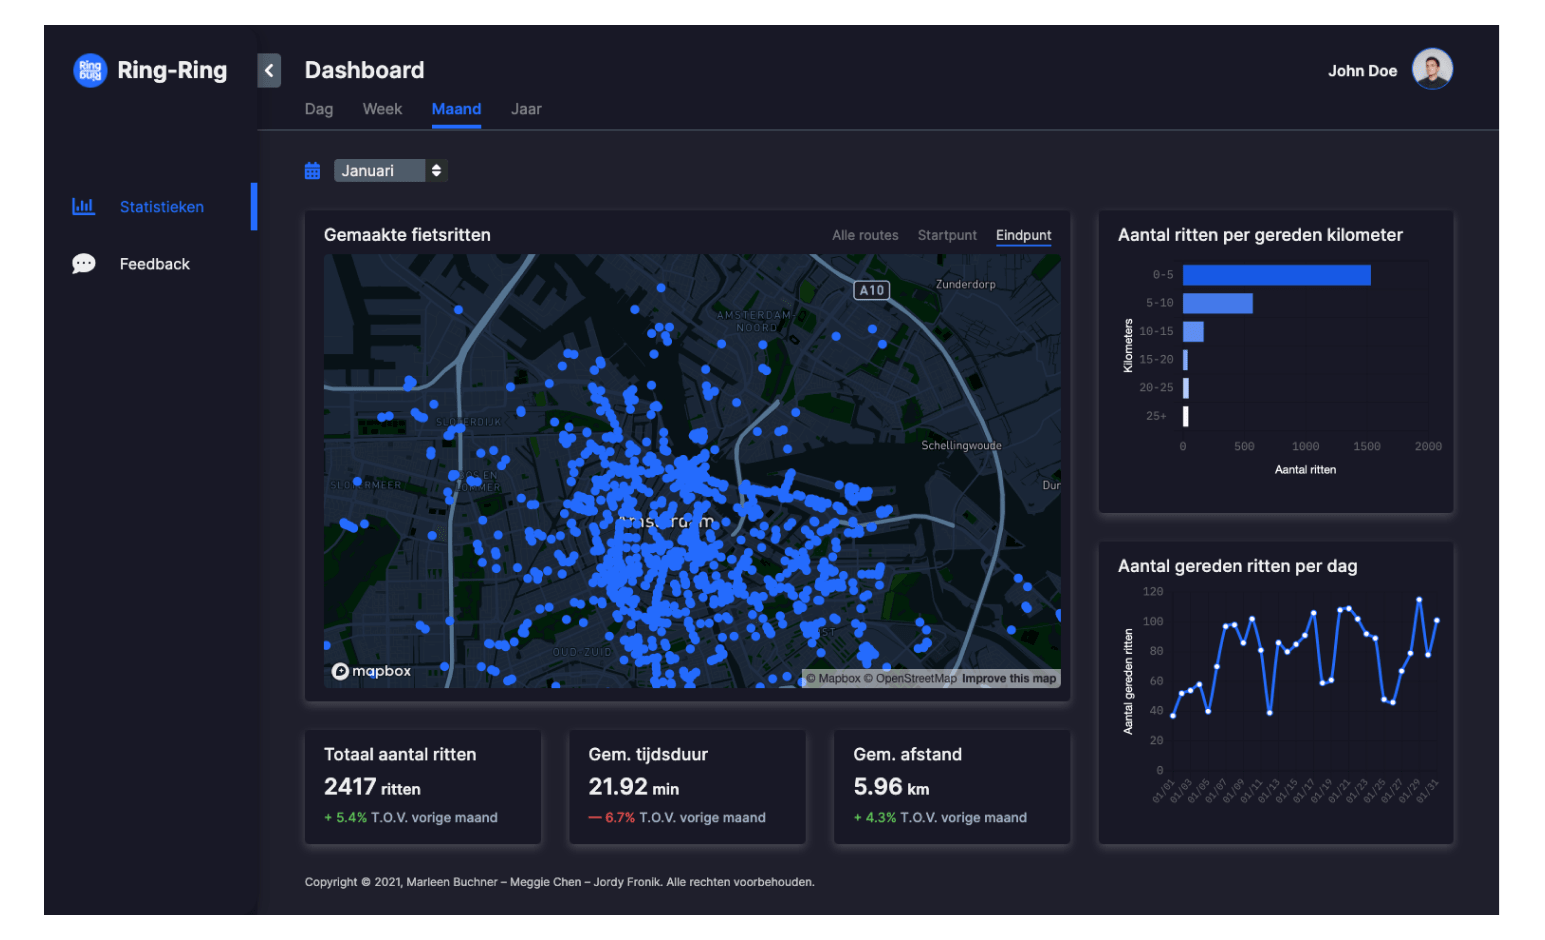 Ring-Ring
Dashboard
John Doe
Dag Week Maand Jaar
Januari
Statistieken
Feedback
Gemaakte fietsritten
Alle routes Startpunt Eindpunt
A10
Zunderdorp
AMSTERDAM-
NOORD
SLOTERDIJK
Schellingwoude
SLOTERMEER
Dur
Amsterdam
OUD-ZUID
mapbox
© Mapbox © OpenStreetMap Improve this map
Aantal ritten per gereden kilometer
Kilometers
0-5
5-10
10-15
15-20
20-25
25+
0 500 1000 1500 2000
Aantal ritten
Aantal gereden ritten per dag
Aantal gereden ritten
120
100
80
60
40
20
0
01/01 01/03 01/05 01/07 01/09 01/11 01/13 01/15 01/17 01/19 01/21 01/23 01/25 01/27 01/29 01/31
Totaal aantal ritten
2417 ritten
+ 5.4% T.O.V. vorige maand
Gem. tijdsduur
21.92 min
— 6.7% T.O.V. vorige maand
Gem. afstand
5.96 km
+ 4.3% T.O.V. vorige maand
Copyright © 2021, Marleen Buchner – Meggie Chen – Jordy Fronik. Alle rechten voorbehouden.